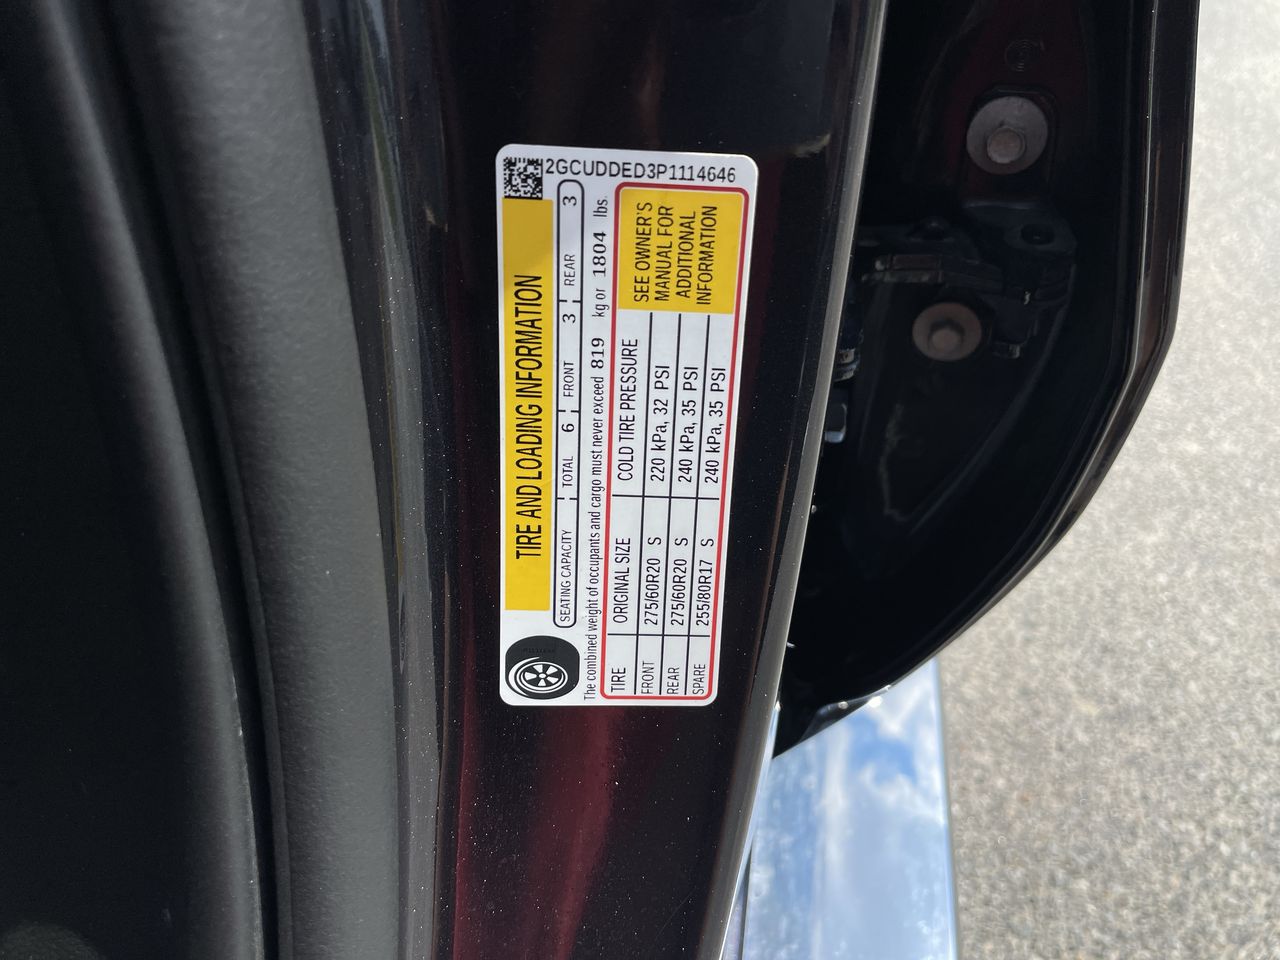 2GCUDDED3P1114646
TIRE AND LOADING INFORMATION
SEATING CAPACITY TOTAL 6 FRONT 3 REAR 3
The combined weight of occupants and cargo must never exceed 819 kg or 1804 lbs.
TIRE ORIGINAL SIZE COLD TIRE PRESSURE
FRONT 275/60R20 S 220 kPa, 32 PSI
REAR 275/60R20 S 240 kPa, 35 PSI
SPARE 255/80R17 S 240 kPa, 35 PSI
SEE OWNER'S
MANUAL FOR
ADDITIONAL
INFORMATION